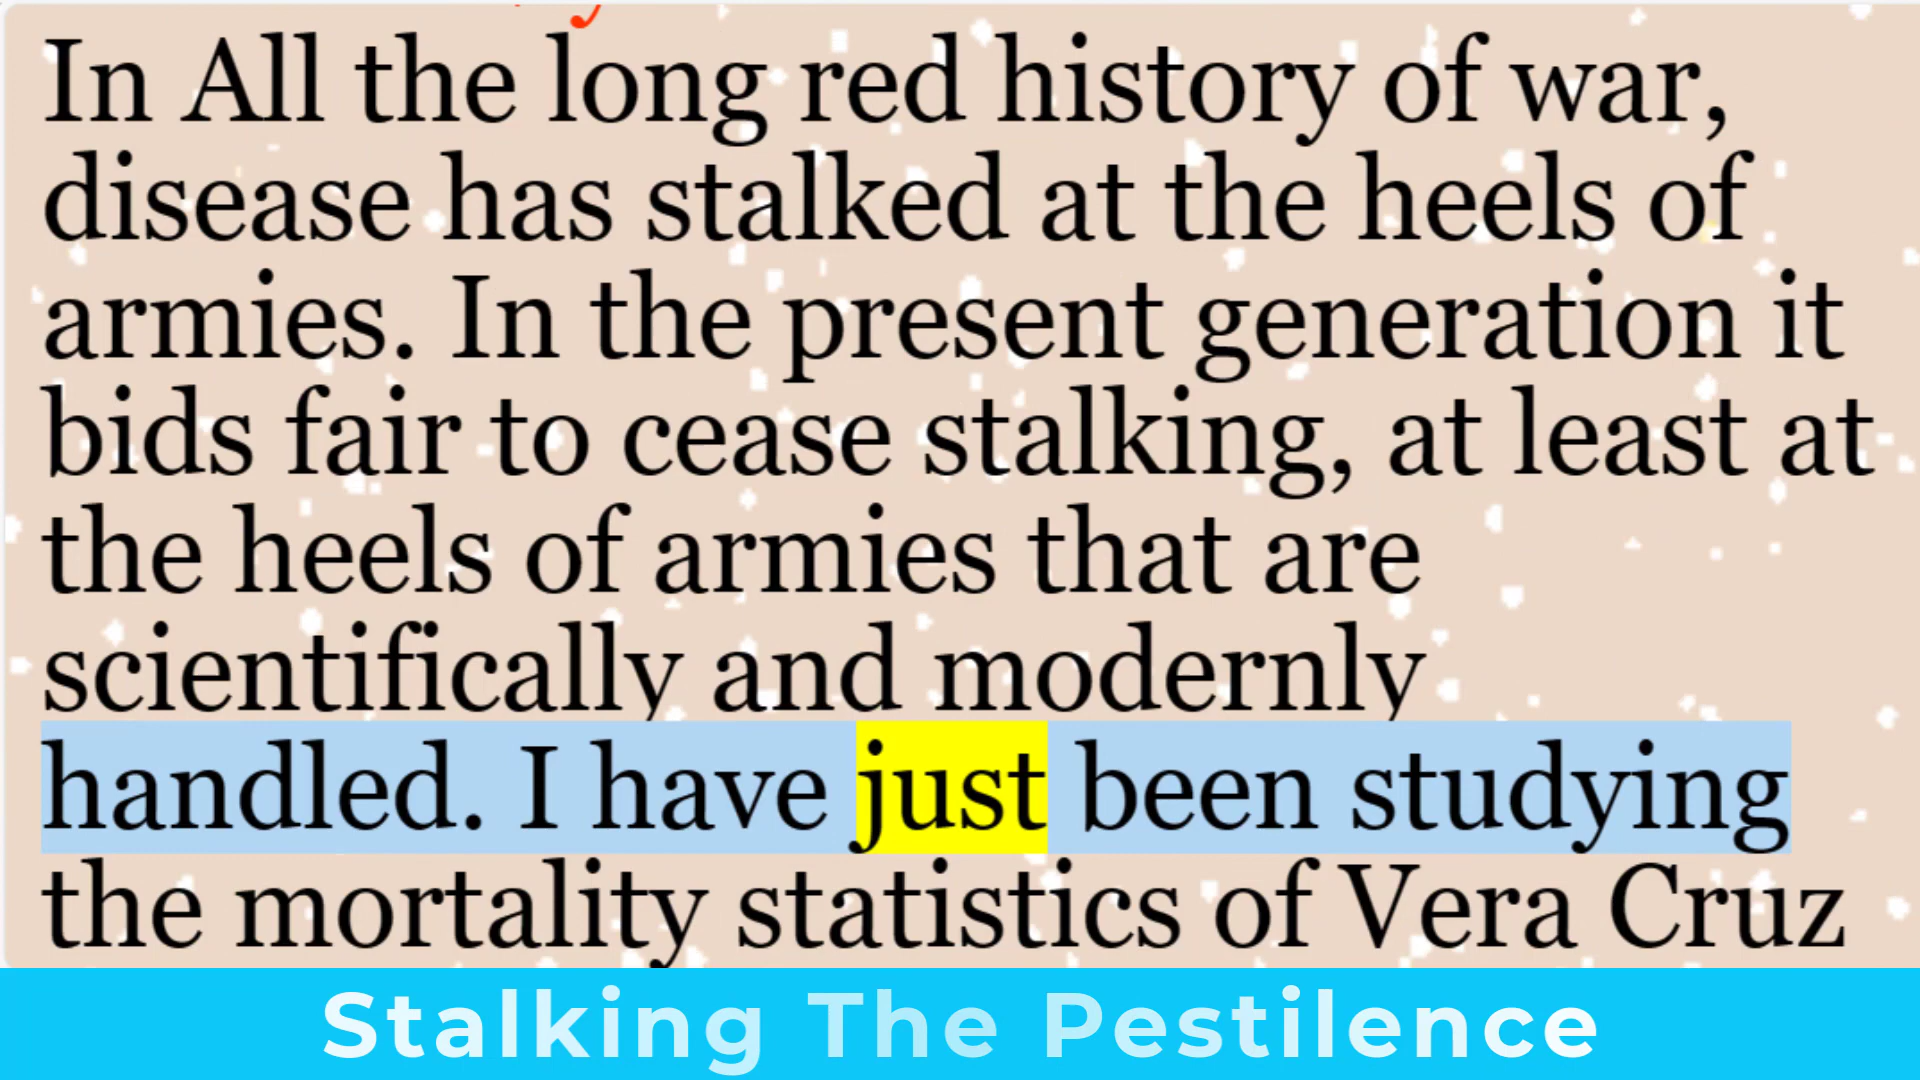 In All the long red history of war,
disease has stalked at the heels of
armies. In the present generation it
bids fair to cease stalking, at least at
the heels of armies that are
scientifically and modernly
handled. I have just been studying
the mortality statistics of Vera Cruz
Stalking The Pestilence